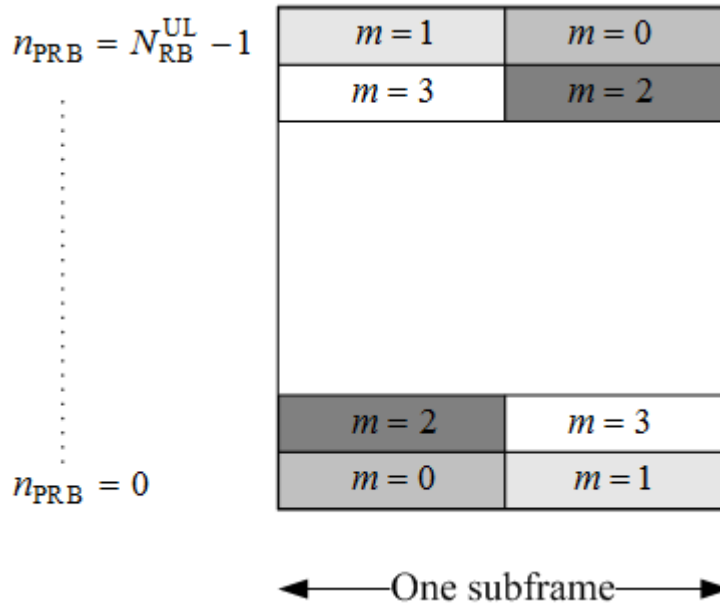 n_PRB = N_RB^UL − 1
m = 1 m = 0
m = 3 m = 2
m = 2 m = 3
n_PRB = 0
m = 0 m = 1
One subframe